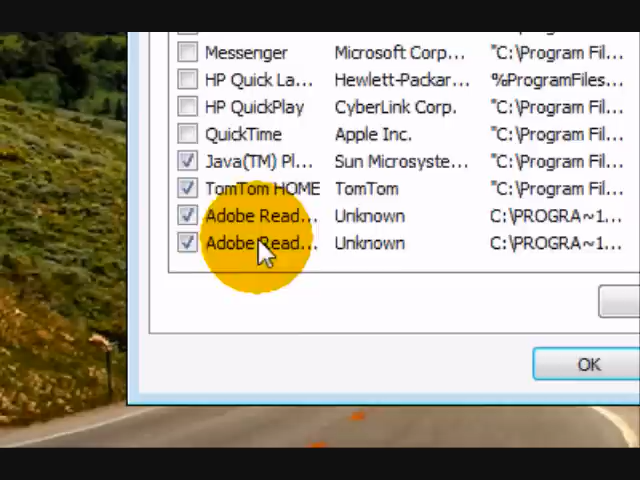 Messenger Microsoft Corp... "C:\Program Fil...
HP Quick La... Hewlett-Packar... %ProgramFiles...
HP QuickPlay CyberLink Corp. "C:\Program Fil...
QuickTime Apple Inc. "C:\Program Fil...
Java(TM) Pl... Sun Microsyste... "C:\Program Fil...
TomTom HOME TomTom "C:\Program Fil...
Adobe Read... Unknown C:\PROGRA~1...
Adobe Read... Unknown C:\PROGRA~1...
OK